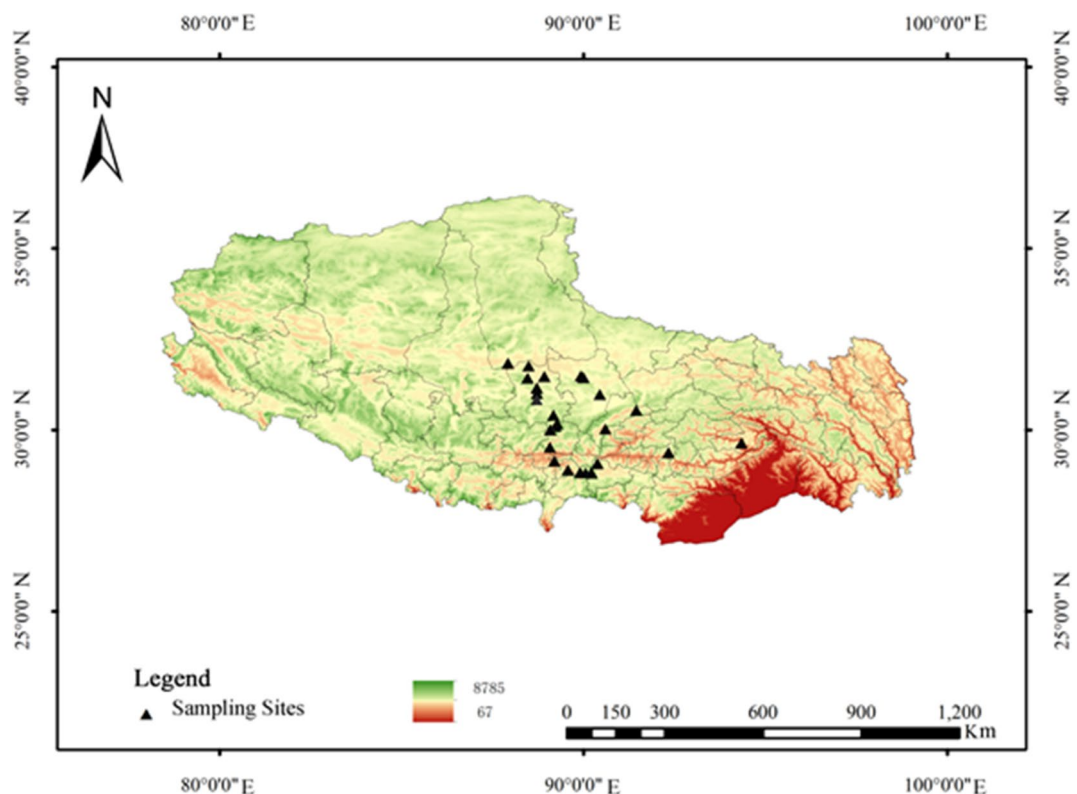 80°0'0" E 90°0'0" E 100°0'0" E
40°0'0" N 40°0'0" N
N
35°0'0" N 35°0'0" N
30°0'0" N 30°0'0" N
25°0'0" N 25°0'0" N
Legend
Sampling Sites
8785
67
0 150 300 600 900 1,200
Km
80°0'0" E 90°0'0" E 100°0'0" E